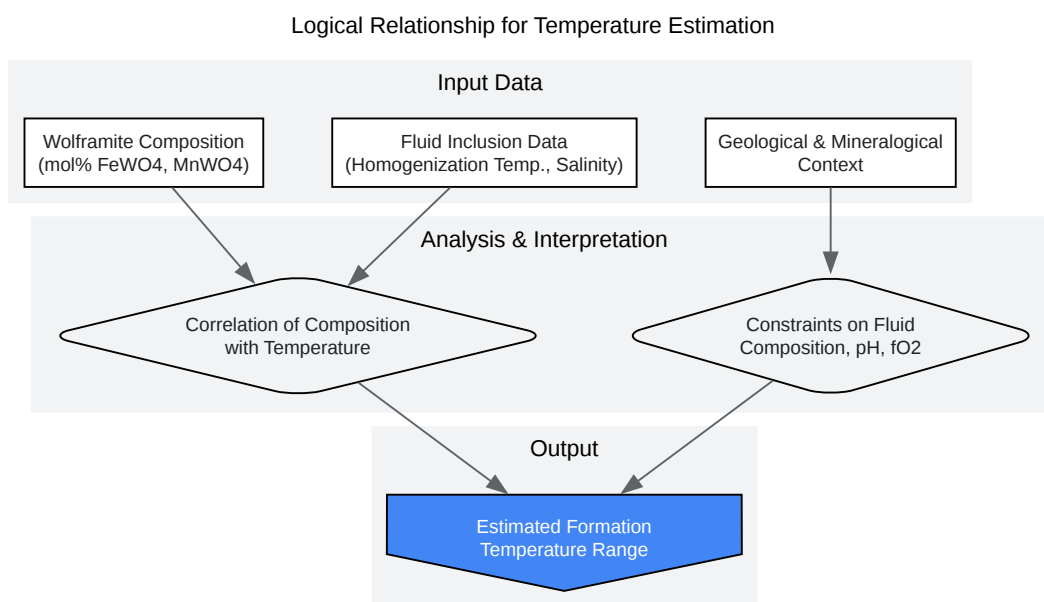 Logical Relationship for Temperature Estimation
Input Data
Wolframite Composition
(mol% FeWO4, MnWO4)
Fluid Inclusion Data
(Homogenization Temp., Salinity)
Geological & Mineralogical
Context
Analysis & Interpretation
Correlation of Composition
with Temperature
Constraints on Fluid
Composition, pH, fO2
Output
Estimated Formation
Temperature Range